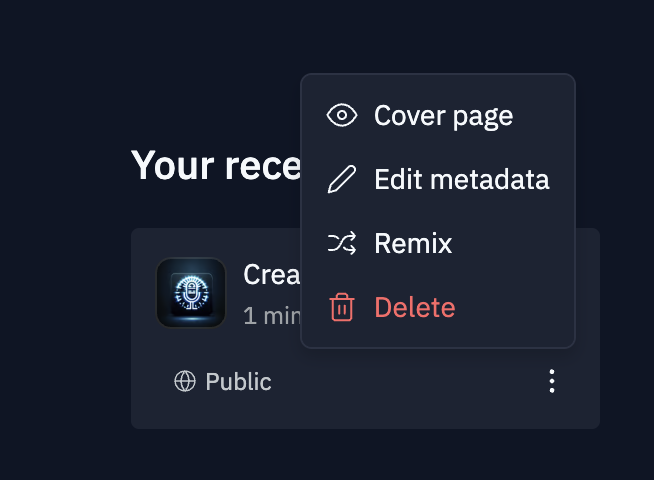 Cover page
Your rece
Edit metadata
Remix
Crea
Delete
1 min
Public